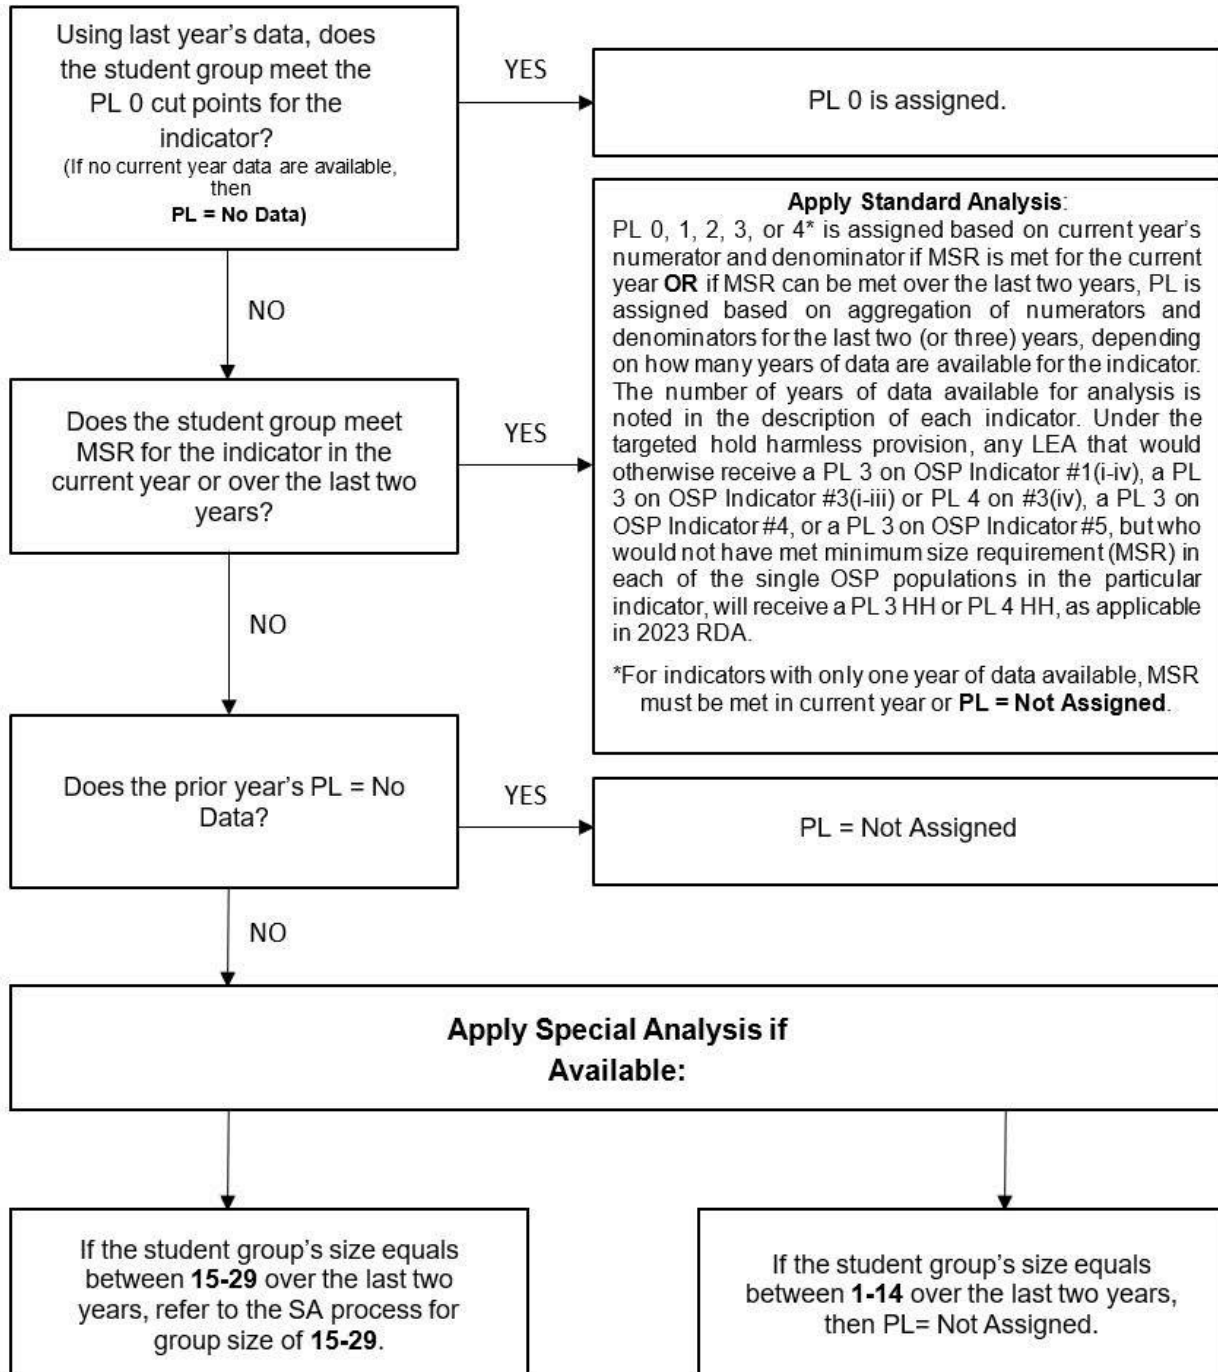 Using last year's data, does
the student group meet the
PL 0 cut points for the
indicator?
(If no current year data are available,
then
PL = No Data)
YES
PL 0 is assigned.
NO
Apply Standard Analysis:
PL 0, 1, 2, 3, or 4* is assigned based on current year's
numerator and denominator if MSR is met for the current
year OR if MSR can be met over the last two years, PL is
assigned based on aggregation of numerators and
denominators for the last two (or three) years, depending
on how many years of data are available for the indicator.
The number of years of data available for analysis is
noted in the description of each indicator. Under the
targeted hold harmless provision, any LEA that would
otherwise receive a PL 3 on OSP Indicator #1(i-iv), a PL
3 on OSP Indicator #3(i-iii) or PL 4 on #3(iv), a PL 3 on
OSP Indicator #4, or a PL 3 on OSP Indicator #5, but who
would not have met minimum size requirement (MSR) in
each of the single OSP populations in the particular
indicator, will receive a PL 3 HH or PL 4 HH, as applicable
in 2023 RDA.
*For indicators with only one year of data available, MSR
must be met in current year or PL = Not Assigned.
Does the student group meet
MSR for the indicator in the
current year or over the last two
years?
YES
NO
Does the prior year's PL = No
Data?
YES
PL = Not Assigned
NO
Apply Special Analysis if
Available:
If the student group's size equals
between 15-29 over the last two
years, refer to the SA process for
group size of 15-29.
If the student group's size equals
between 1-14 over the last two years,
then PL= Not Assigned.